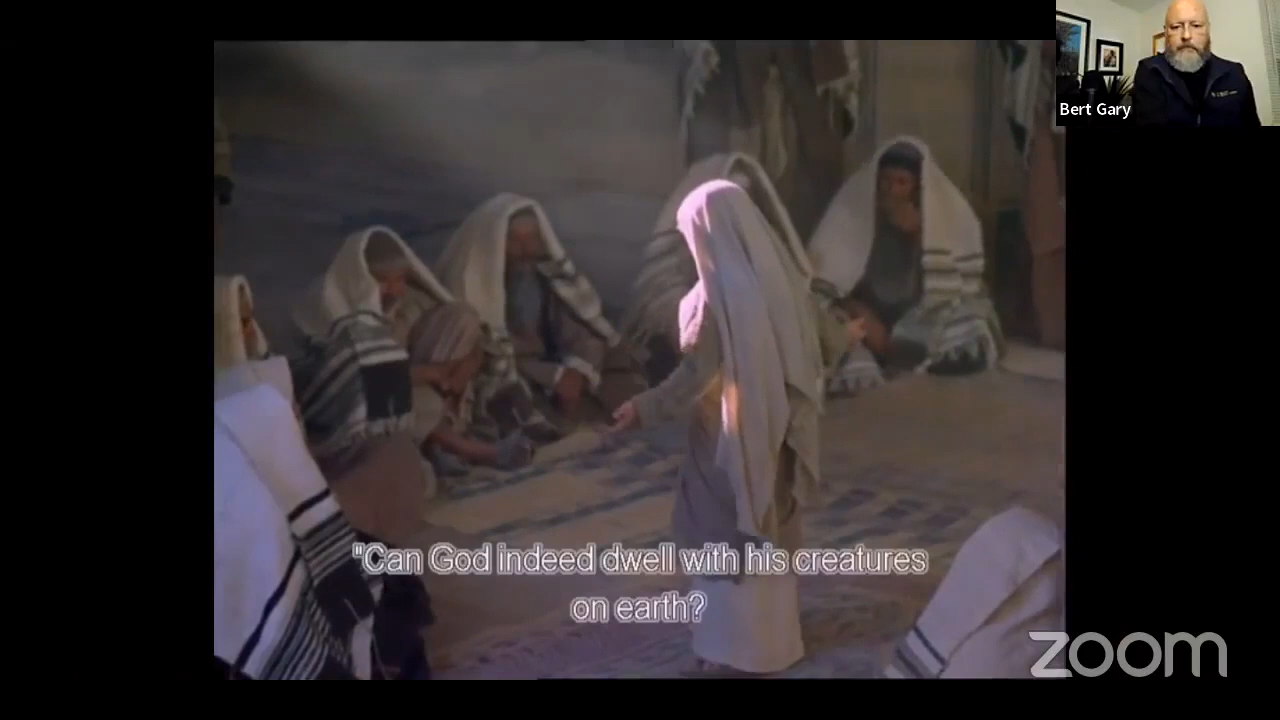 Bert Gary
"Can God indeed dwell with his creatures
on earth?
zoom